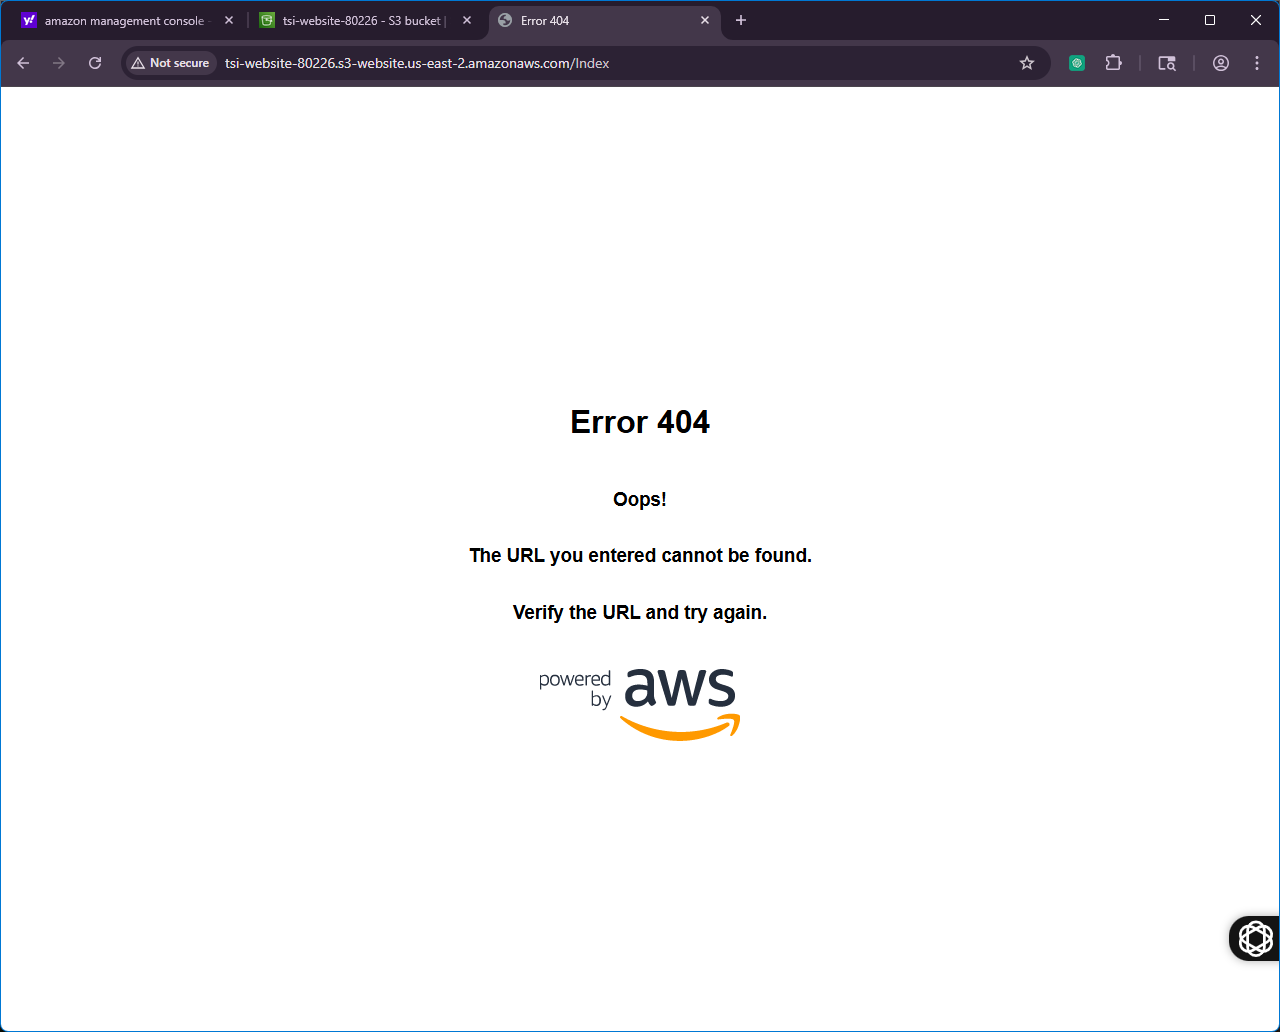 amazon management console -
tsi-website-80226 - S3 bucket |
Error 404
Not secure
tsi-website-80226.s3-website.us-east-2.amazonaws.com/Index
Error 404
Oops!
The URL you entered cannot be found.
Verify the URL and try again.
powered
by
aws